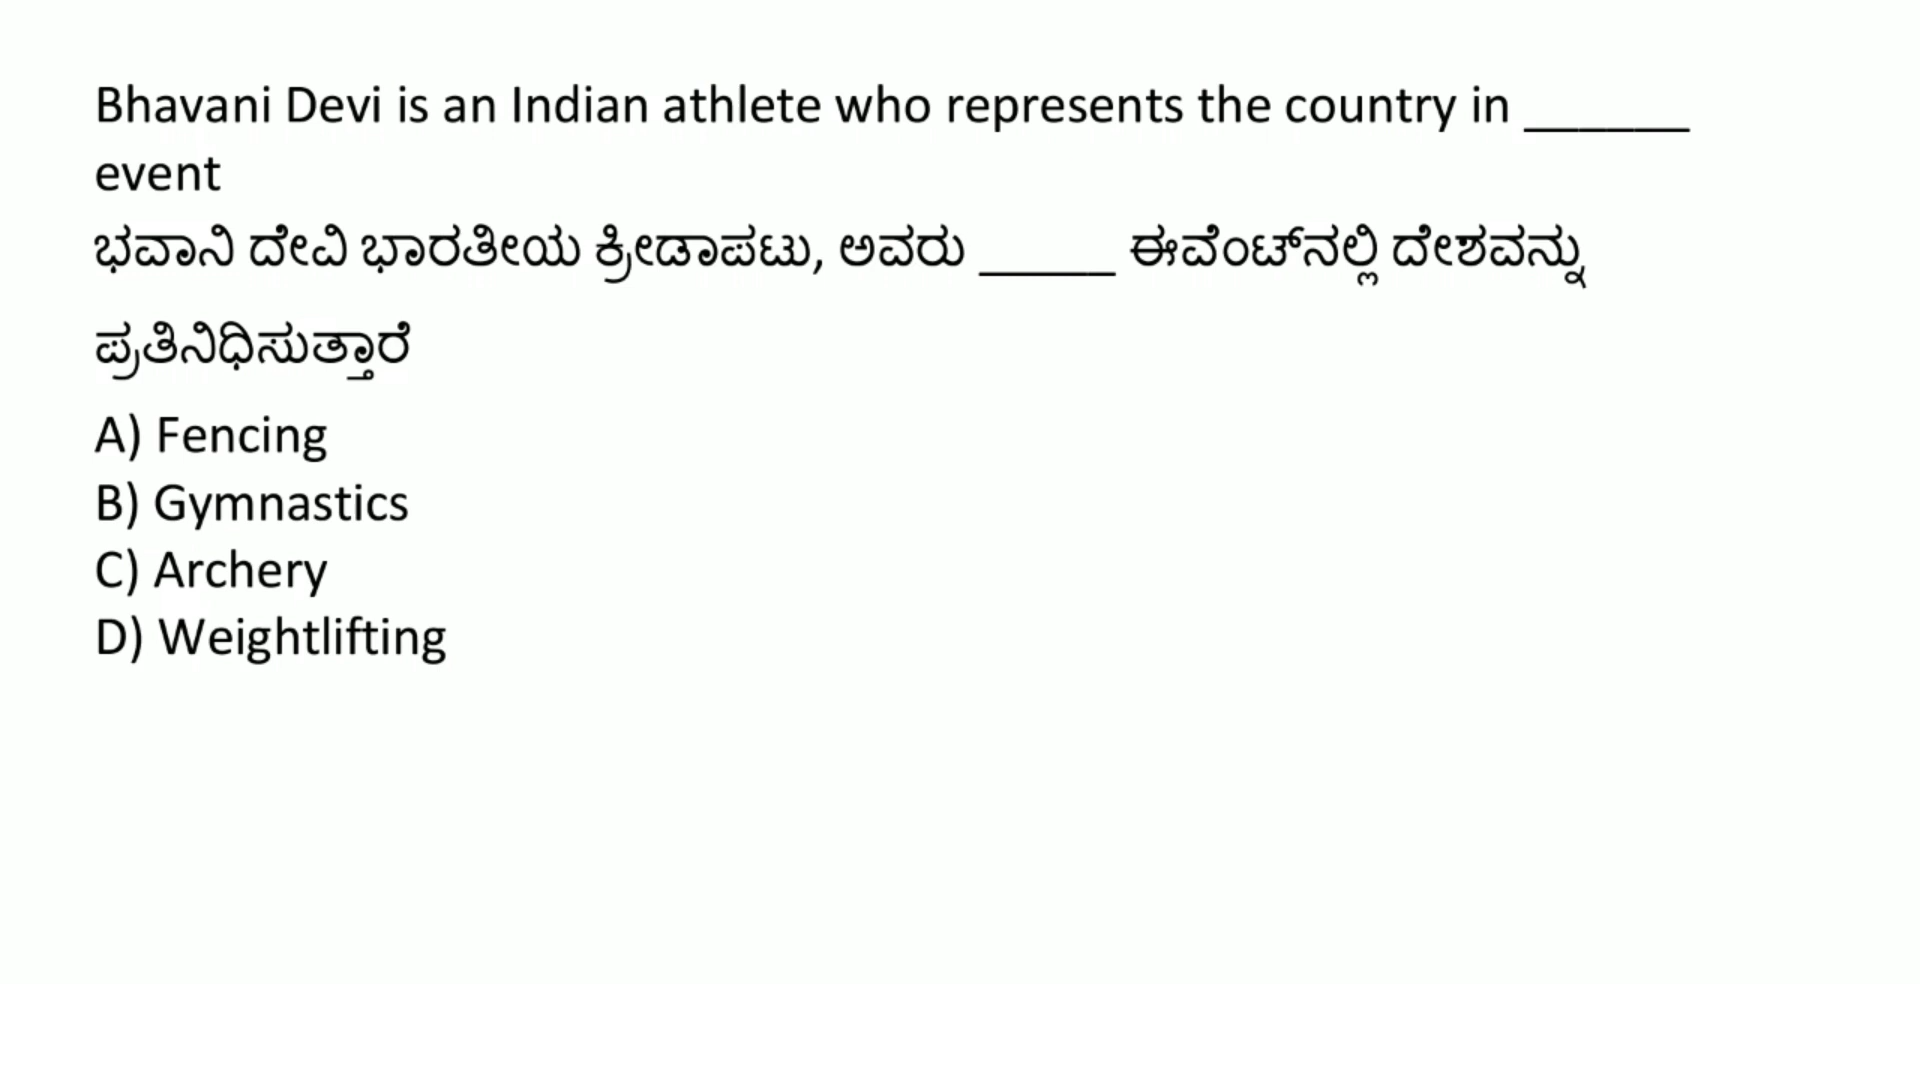 Bhavani Devi is an Indian athlete who represents the country in ______
event
ಭವಾನಿ ದೇವಿ ಭಾರತೀಯ ಕ್ರೀಡಾಪಟು, ಅವರು _____ ಈವೆಂಟ್‌ನಲ್ಲಿ ದೇಶವನ್ನು
ಪ್ರತಿನಿಧಿಸುತ್ತಾರೆ
A) Fencing
B) Gymnastics
C) Archery
D) Weightlifting